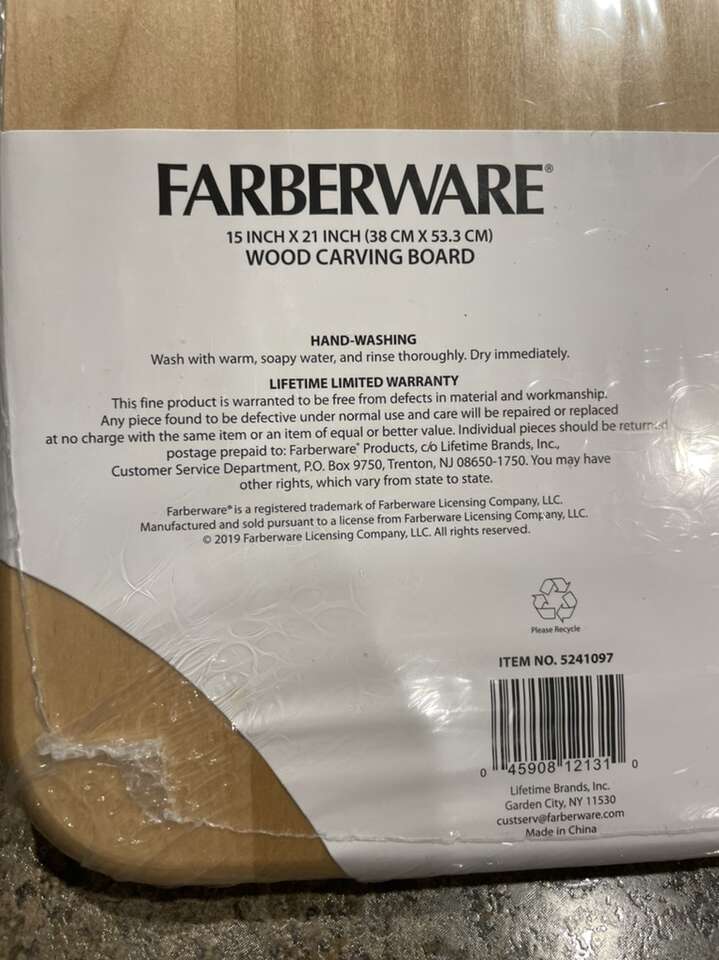 FARBERWARE®
15 INCH X 21 INCH (38 CM X 53.3 CM)
WOOD CARVING BOARD
HAND-WASHING
Wash with warm, soapy water, and rinse thoroughly. Dry immediately.
LIFETIME LIMITED WARRANTY
This fine product is warranted to be free from defects in material and workmanship.
Any piece found to be defective under normal use and care will be repaired or replaced
at no charge with the same item or an item of equal or better value. Individual pieces should be returned
postage prepaid to: Farberware® Products, c/o Lifetime Brands, Inc.,
Customer Service Department, P.O. Box 9750, Trenton, NJ 08650-1750. You may have
other rights, which vary from state to state.
Farberware® is a registered trademark of Farberware Licensing Company, LLC.
Manufactured and sold pursuant to a license from Farberware Licensing Company, LLC.
© 2019 Farberware Licensing Company, LLC. All rights reserved.
Please Recycle
ITEM NO. 5241097
0 45908 12131 0
Lifetime Brands, Inc.
Garden City, NY 11530
custserv@farberware.com
Made in China